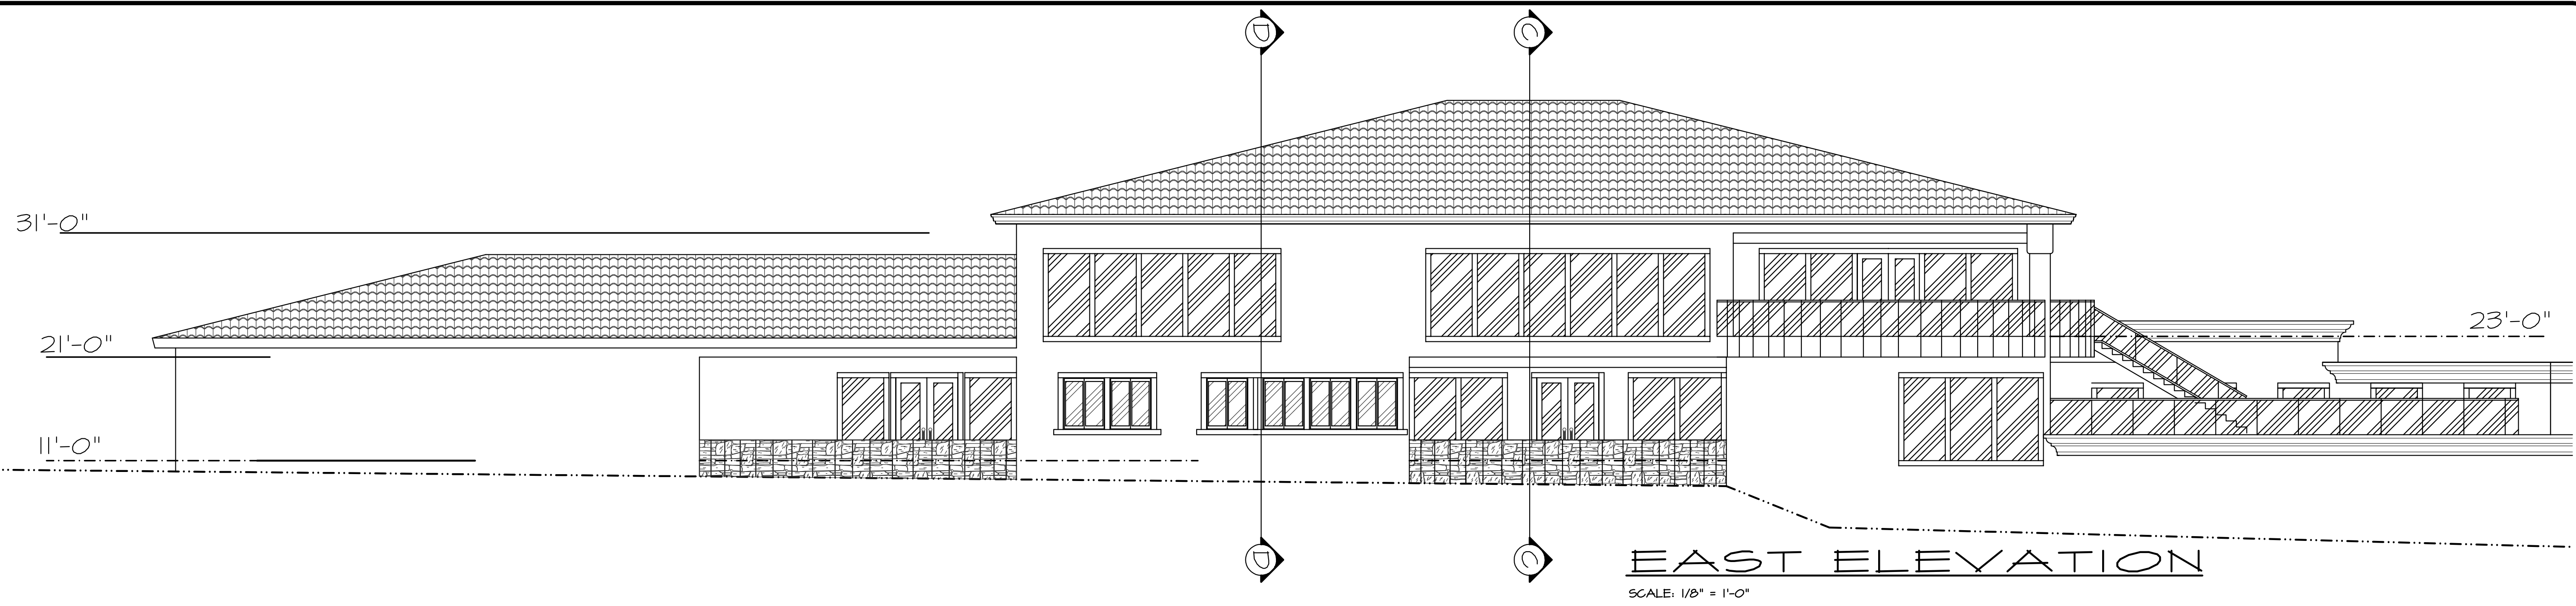 D
C
31'-0"
23'-0"
21'-0"
11'-0"
D
C
EAST ELEVATION
SCALE: 1/8" = 1'-0"